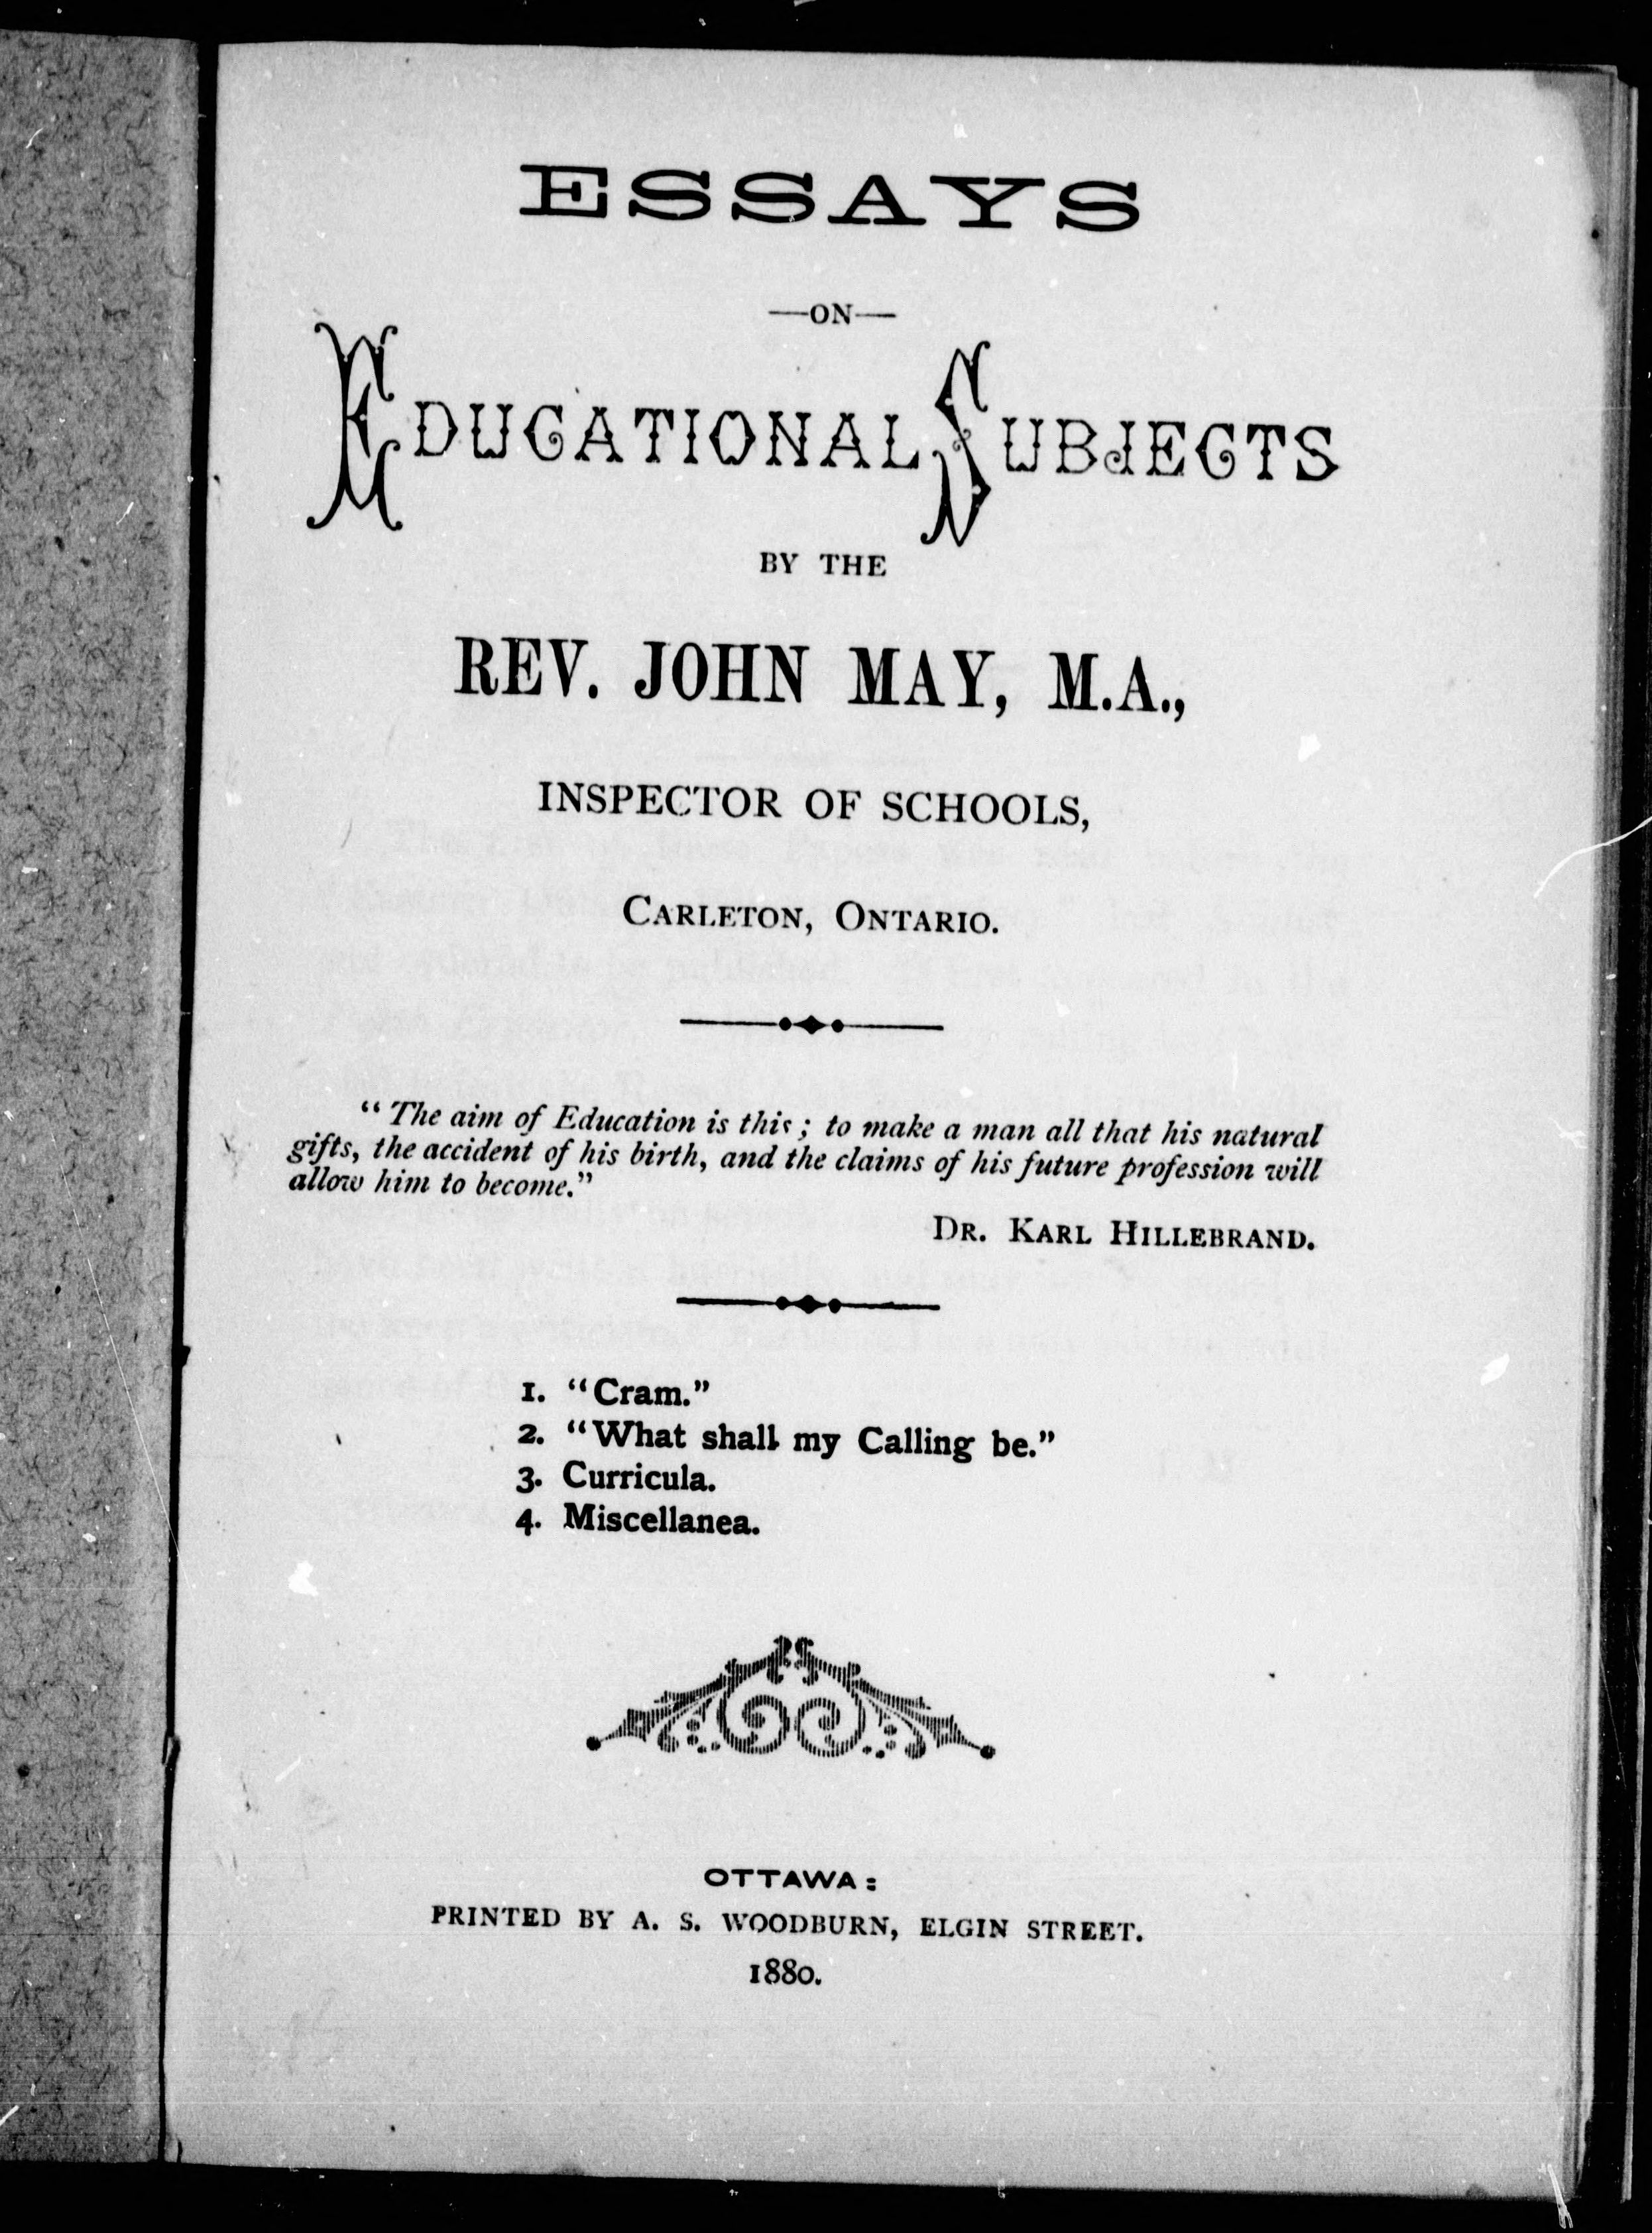 ESSAYS
—ON—
EDUCATIONAL SUBJECTS
BY THE
REV. JOHN MAY, M.A.,
INSPECTOR OF SCHOOLS,
CARLETON, ONTARIO.
“The aim of Education is this; to make a man all that his natural
gifts, the accident of his birth, and the claims of his future profession will
allow him to become.”
DR. KARL HILLEBRAND.
1. “Cram.”
2. “What shall my Calling be.”
3. Curricula.
4. Miscellanea.
OTTAWA:
PRINTED BY A. S. WOODBURN, ELGIN STREET.
1880.